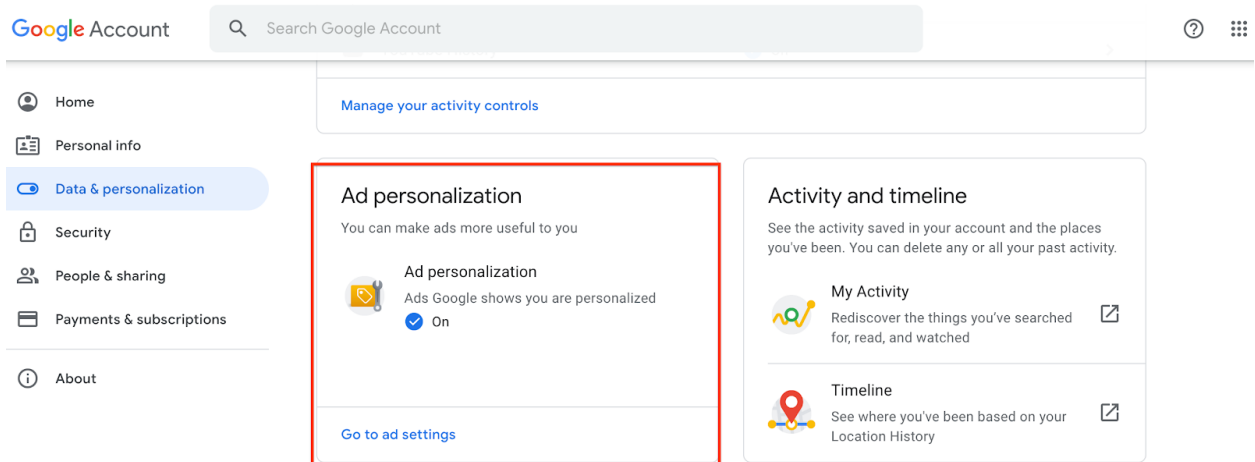 Google Account
Search Google Account
Home
Personal info
Data & personalization
Security
People & sharing
Payments & subscriptions
About
Manage your activity controls
Ad personalization
You can make ads more useful to you
Ad personalization
Ads Google shows you are personalized
On
Go to ad settings
Activity and timeline
See the activity saved in your account and the places
you've been. You can delete any or all your past activity.
My Activity
Rediscover the things you've searched
for, read, and watched
Timeline
See where you've been based on your
Location History